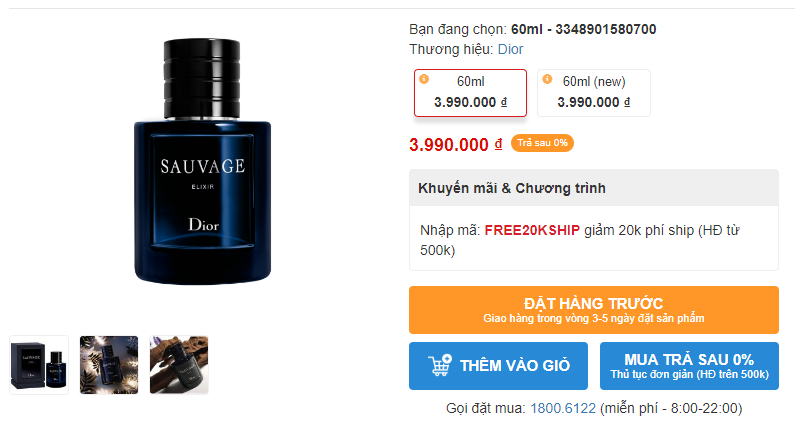 Bạn đang chọn: 60ml - 3348901580700
Thương hiệu: Dior
60ml
3.990.000 ₫
60ml (new)
3.990.000 ₫
3.990.000 ₫
Trả sau 0%
Khuyến mãi & Chương trình
Nhập mã: FREE20KSHIP giảm 20k phí ship (HĐ từ
500k)
ĐẶT HÀNG TRƯỚC
Giao hàng trong vòng 3-5 ngày đặt sản phẩm
THÊM VÀO GIỎ
MUA TRẢ SAU 0%
Thủ tục đơn giản (HĐ trên 500k)
Gọi đặt mua: 1800.6122 (miễn phí - 8:00-22:00)
SAUVAGE
ELIXIR
Dior